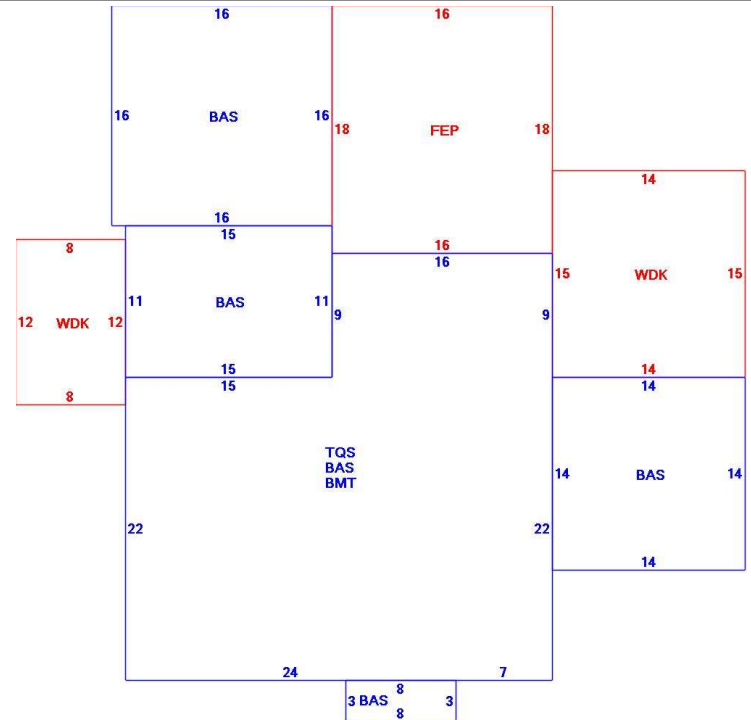 16 16
16 BAS 16
18 FEP 18
14
16
15
16
16
8
15 WDK 15
11 BAS 11
9 9
12 WDK 12
15
15
14
14
8
TQS
BAS
BMT
14 BAS 14
22 22
14
24 7
8
3 BAS 3
8